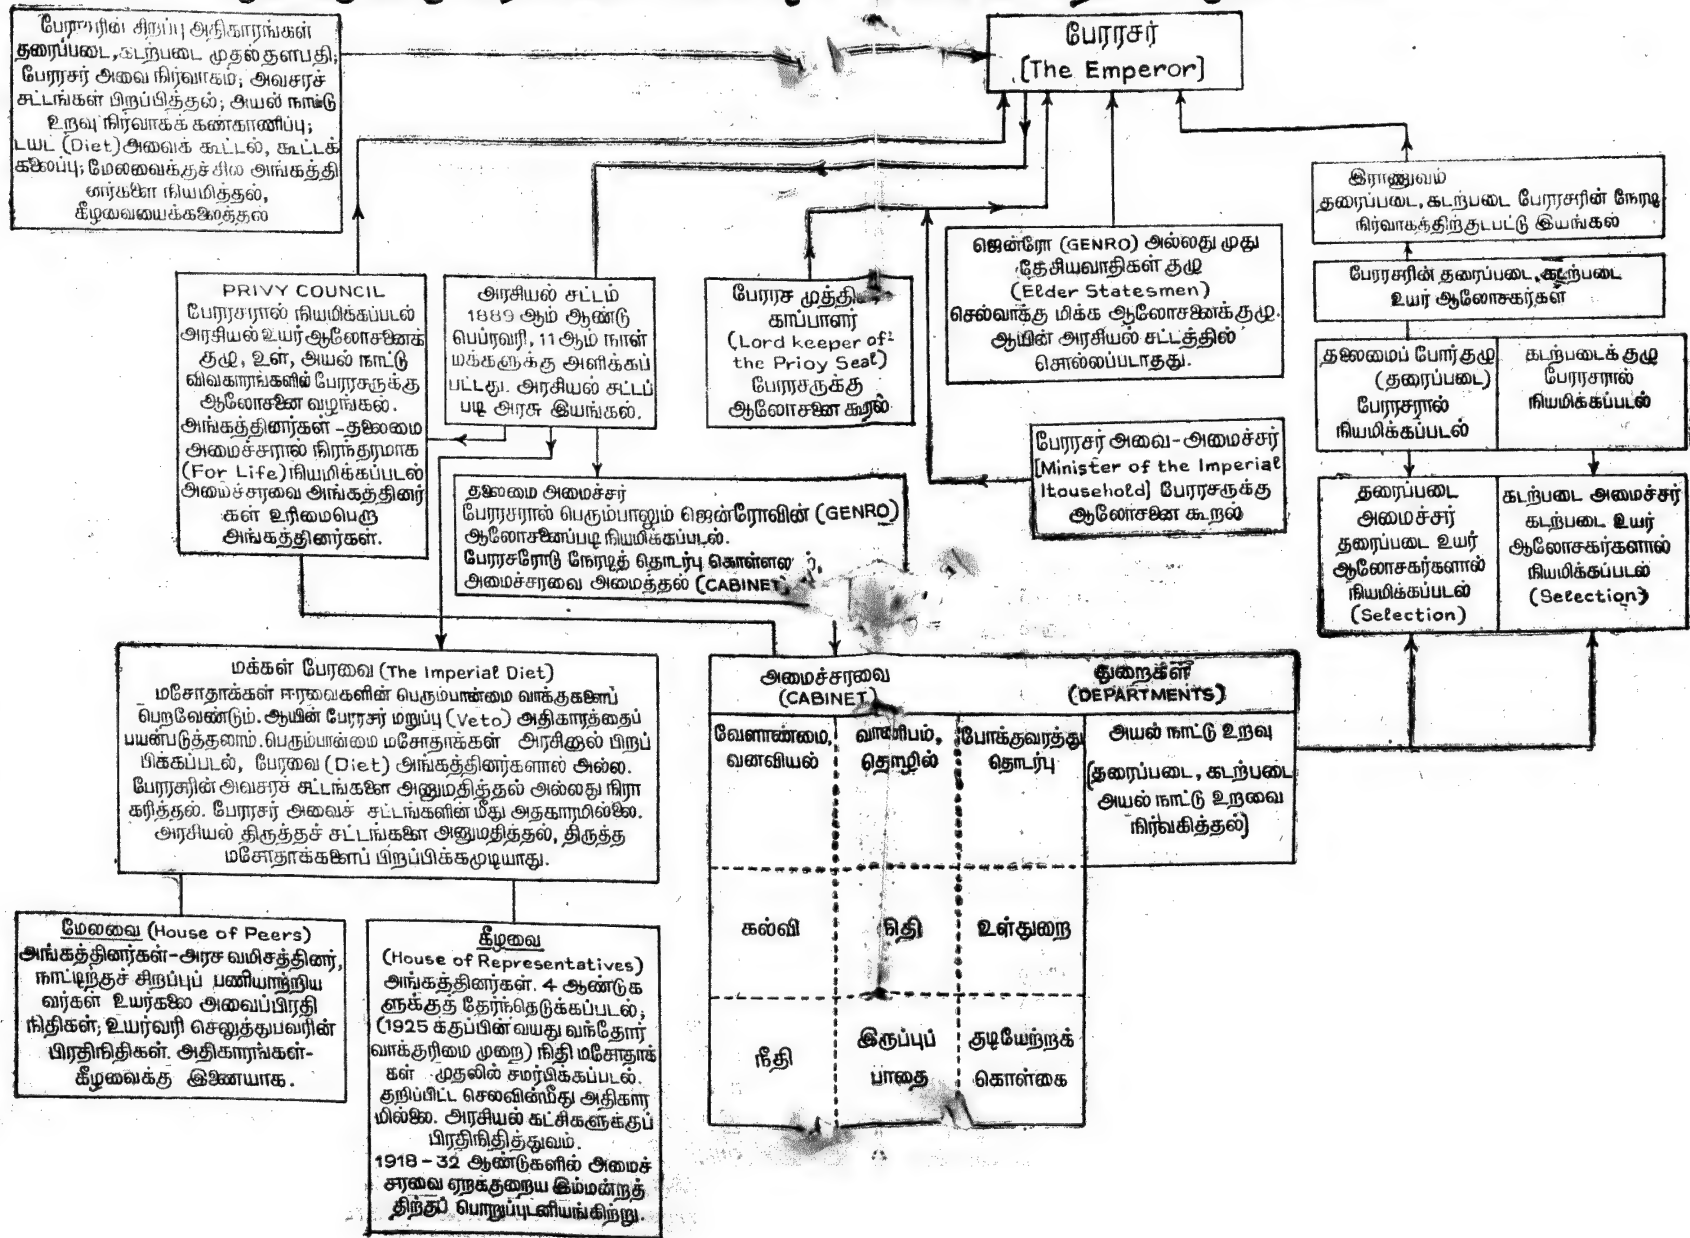 பேரரசரின் சிறப்பு அதிகாரங்கள்
தரைப்படை, கடற்படை முதல் தளபதி;
பேரரசர் அவை நிர்வாகம்; அவசரச்
சட்டங்கள் பிறப்பித்தல்; அயல் நாட்டு
உறவு நிர்வாகக் கண்காணிப்பு;
டயட் (Diet) அவைக் கூட்டல், கூட்டக்
கலைப்பு; மேலவைக்குச் சில அங்கத்தி
னர்களை நியமித்தல்,
கீழவையைக்கலைத்தல்
பேரரசர்
[The Emperor]
இராணுவம்
தரைப்படை, கடற்படை பேரரசரின் நேரடி
நிர்வாகத்திற்குட்பட்டு இயங்கல்
பேரரசரின் தரைப்படை, கடற்படை
உயர் ஆலோசகர்கள்
தலைமைப் போர்குழு
(தரைப்படை)
பேரரசரால்
நியமிக்கப்படல்
கடற்படைக் குழு
பேரரசரால்
நியமிக்கப்படல்
தரைப்படை
அமைச்சர்
தரைப்படை உயர்
ஆலோசகர்களால்
நியமிக்கப்படல்
(Selection)
கடற்படை அமைச்சர்
கடற்படை உயர்
ஆலோசகர்களால்
நியமிக்கப்படல்
(Selection)
PRIVY COUNCIL
பேரரசரால் நியமிக்கப்படல்
அரசியல் உயர் ஆலோசனைக்
குழு, உள், அயல் நாட்டு
விவகாரங்களில் பேரரசருக்கு
ஆலோசனை வழங்கல்.
அங்கத்தினர்கள் - தலைமை
அமைச்சரால் நிரந்தரமாக
(For Life) நியமிக்கப்படல்
அமைச்சரவை அங்கத்தினர்
கள் உரிமைபெறு
அங்கத்தினர்கள்.
அரசியல் சட்டம்
1889 ஆம் ஆண்டு
பெப்ரவரி, 11 ஆம் நாள்
மக்களுக்கு அளிக்கப்
பட்டது. அரசியல் சட்டப்
படி அரசு இயங்கல்.
பேரரச முத்தி
காப்பாளர்
(Lord keeper of
the Prioy Seal)
பேரரசருக்கு
ஆலோசனை கூறல்
ஜென்ரோ (GENRO) அல்லது முது
தேசியவாதிகள் குழு
(Elder Statesmen)
செல்வாக்கு மிக்க ஆலோசனைக்குழு.
ஆயின் அரசியல் சட்டத்தில்
சொல்லப்படாதது.
பேரரசர் அவை-அமைச்சர்
[Minister of the Imperial
Itousehold] பேரரசருக்கு
ஆலோசனை கூறல்
தலைமை அமைச்சர்
பேரரசரால் பெரும்பாலும் ஜென்ரோவின் (GENRO)
ஆலோசனைப்படி நியமிக்கப்படல்.
பேரரசரோடு நேரடித் தொடர்பு
அமைச்சரவை அமைத்தல் (CABINET)
மக்கள் பேரவை (The Imperial Diet)
மசோதாக்கள் ஈரவைகளின் பெரும்பான்மை வாக்குகளைப்
பெறவேண்டும். ஆயின் பேரரசர் மறுப்பு (Veto) அதிகாரத்தைப்
பயன்படுத்தலாம். பெரும்பான்மை மசோதாக்கள் அரசினால் பிறப்
பிக்கப்படல், பேரவை (Diet) அங்கத்தினர்களால் அல்ல.
பேரரசரின் அவசரச் சட்டங்களை அனுமதித்தல் அல்லது நிரா
கரித்தல். பேரரசர் அவைச் சட்டங்களின் மீது அதகாரமில்லை.
அரசியல் திருத்தச் சட்டங்களை அனுமதித்தல், திருத்த
மசோதாக்களைப் பிறப்பிக்கமுடியாது.
மேலவை (House of Peers)
அங்கத்தினர்கள்-அரச வமிசத்தினர்,
நாட்டிற்குச் சிறப்புப் பணியாற்றிய
வர்கள் உயர்கலை அவைப்பிரதி
நிதிகள்; உயர்வரி செலுத்துபவரின்
பிரதிநிதிகள். அதிகாரங்கள்-
கீழவைக்கு இணையாக.
கீழவை
(House of Representatives)
அங்கத்தினர்கள். 4 ஆண்டுக
ளுக்குத் தேர்ந்தெடுக்கப்படல்;
(1925 க்குப்பின் வயது வந்தோர்
வாக்குரிமை முறை) நிதி மசோதாக்
கள் முதலில் சமர்பிக்கப்படல்.
குறிப்பிட்ட செலவின்மீது அதிகார
மில்லை. அரசியல் கட்சிகளுக்குப்
பிரதிநிதித்துவம்.
1918-32 ஆண்டுகளில் அமைச்
சரவை ஏறக்குறைய இம்மன்றத்
திற்குப் பொறுப்புடனியங்கிற்று.
அமைச்சரவை
(CABINET)
துறைகள்
(DEPARTMENTS)
வேளாண்மை,
வனவியல்
வாணிபம்,
தொழில்
போக்குவரத்து
தொடர்பு
அயல் நாட்டு உறவு
(தரைப்படை, கடற்படை
அயல் நாட்டு உறவை
நிர்வகித்தல்)
கல்வி
நிதி
உள்துறை
நீதி
இருப்புப்
பாதை
குடியேற்றக்
கொள்கை